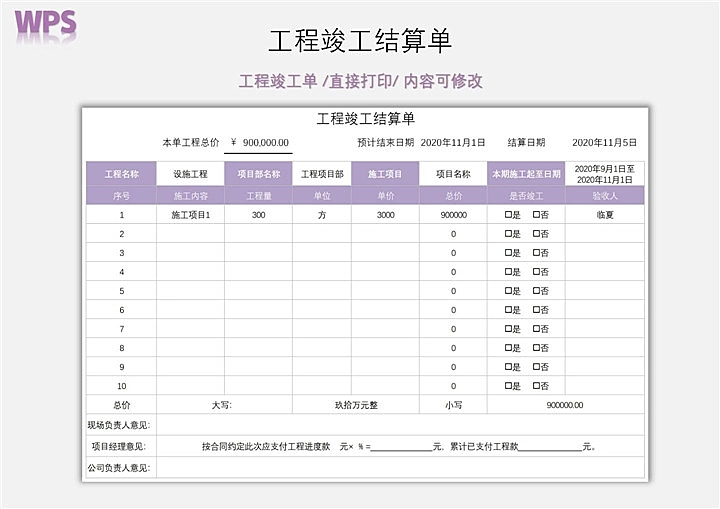 WPS
工程竣工结算单
工程竣工单 /直接打印/ 内容可修改
工程竣工结算单
本单工程总价 ¥ 900,000.00 预计结束日期 2020年11月1日 结算日期 2020年11月5日
工程名称 设施工程 项目部名称 工程项目部 施工项目 项目名称 本期施工起至日期 2020年9月1日至
2020年11月1日
序号 施工内容 工程量 单位 单价 总价 是否竣工 验收人
1 施工项目1 300 方 3000 900000 □是 □否 临夏
2 0 □是 □否
3 0 □是 □否
4 0 □是 □否
5 0 □是 □否
6 0 □是 □否
7 0 □是 □否
8 0 □是 □否
9 0 □是 □否
10 0 □是 □否
总价 大写: 玖拾万元整 小写 900000.00
现场负责人意见:
项目经理意见: 按合同约定此次应支付工程进度款 元× %=____________元, 累计已支付工程款____________元。
公司负责人意见: